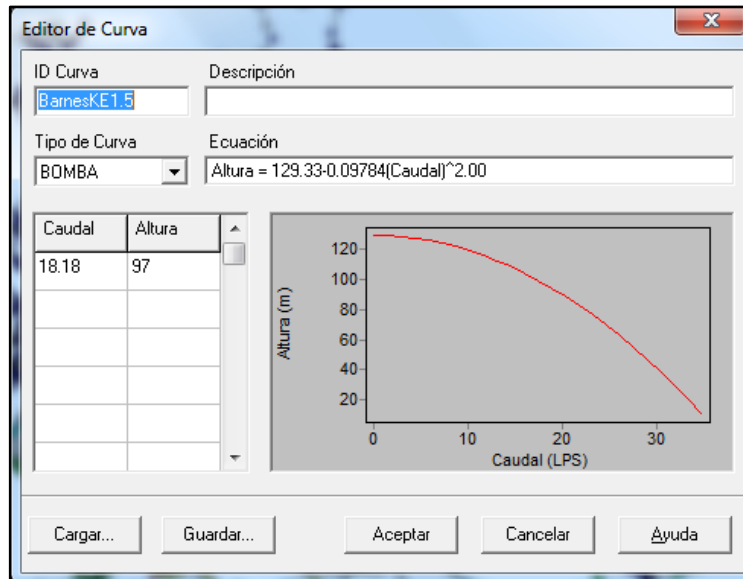 Editor de Curva
ID Curva Descripción
BarnesKE1.5
Tipo de Curva Ecuación
BOMBA Altura = 129.33-0.09784(Caudal)^2.00
Caudal Altura
18.18 97
Altura (m)
120
100
80
60
40
20
0 10 20 30
Caudal (LPS)
Cargar... Guardar... Aceptar Cancelar Ayuda